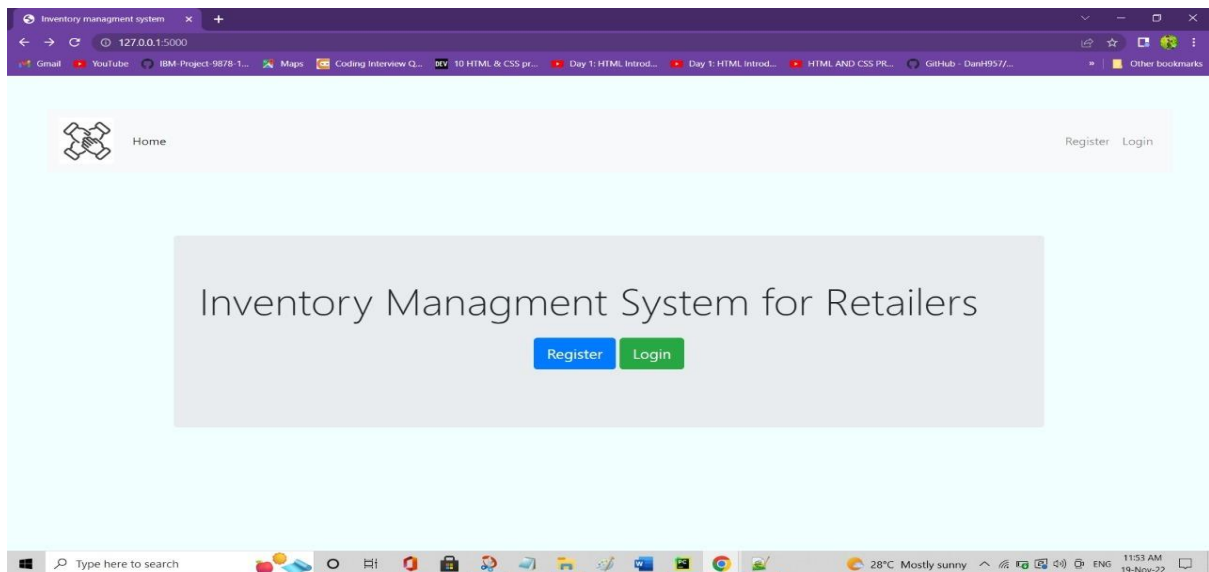 Inventory managment system
127.0.0.1:5000
Gmail YouTube IBM-Project-9878-1... Maps Coding Interview Q... DEV 10 HTML & CSS pr... Day 1: HTML Introd... Day 1: HTML Introd... HTML AND CSS PR... GitHub - DanH957/... » Other bookmarks
Home Register Login
Inventory Managment System for Retailers
Register Login
Type here to search 28°C Mostly sunny ENG 11:53 AM
19-Nov-22